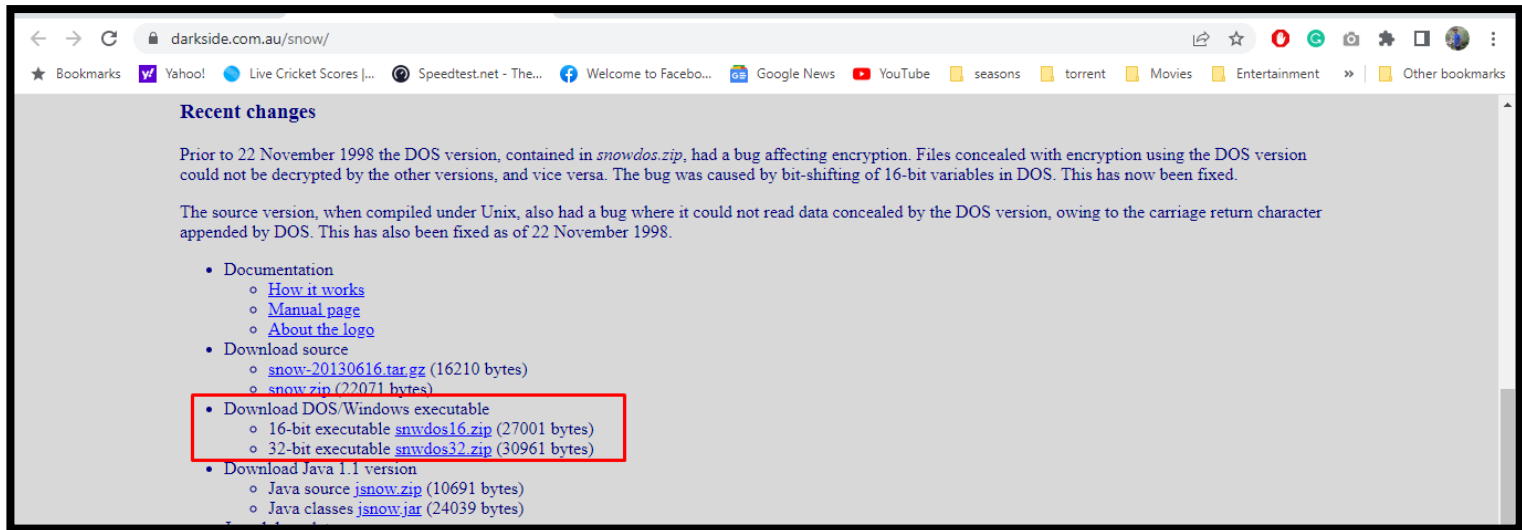 darkside.com.au/snow/
Bookmarks Yahoo! Live Cricket Scores |... Speedtest.net - The... Welcome to Facebo... Google News YouTube seasons torrent Movies Entertainment » Other bookmarks
Recent changes
Prior to 22 November 1998 the DOS version, contained in snowdos.zip, had a bug affecting encryption. Files concealed with encryption using the DOS version
could not be decrypted by the other versions, and vice versa. The bug was caused by bit-shifting of 16-bit variables in DOS. This has now been fixed.
The source version, when compiled under Unix, also had a bug where it could not read data concealed by the DOS version, owing to the carriage return character
appended by DOS. This has also been fixed as of 22 November 1998.
• Documentation
How it works
Manual page
About the logo
• Download source
snow-20130616.tar.gz (16210 bytes)
snow.zip (22071 bytes)
• Download DOS/Windows executable
16-bit executable snwdos16.zip (27001 bytes)
32-bit executable snwdos32.zip (30961 bytes)
• Download Java 1.1 version
Java source jsnow.zip (10691 bytes)
Java classes jsnow.jar (24039 bytes)